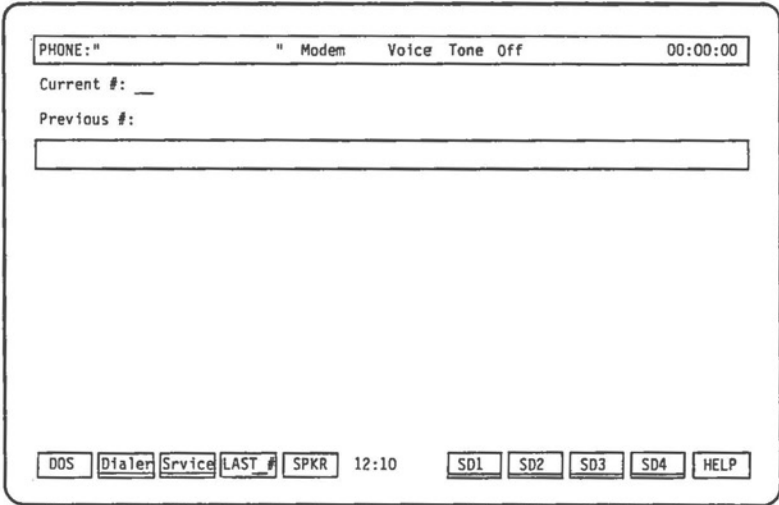 PHONE:" " Modem Voice Tone Off 00:00:00
Current #: __
Previous #:
DOS Dialer Srvice LAST_# SPKR 12:10 SD1 SD2 SD3 SD4 HELP